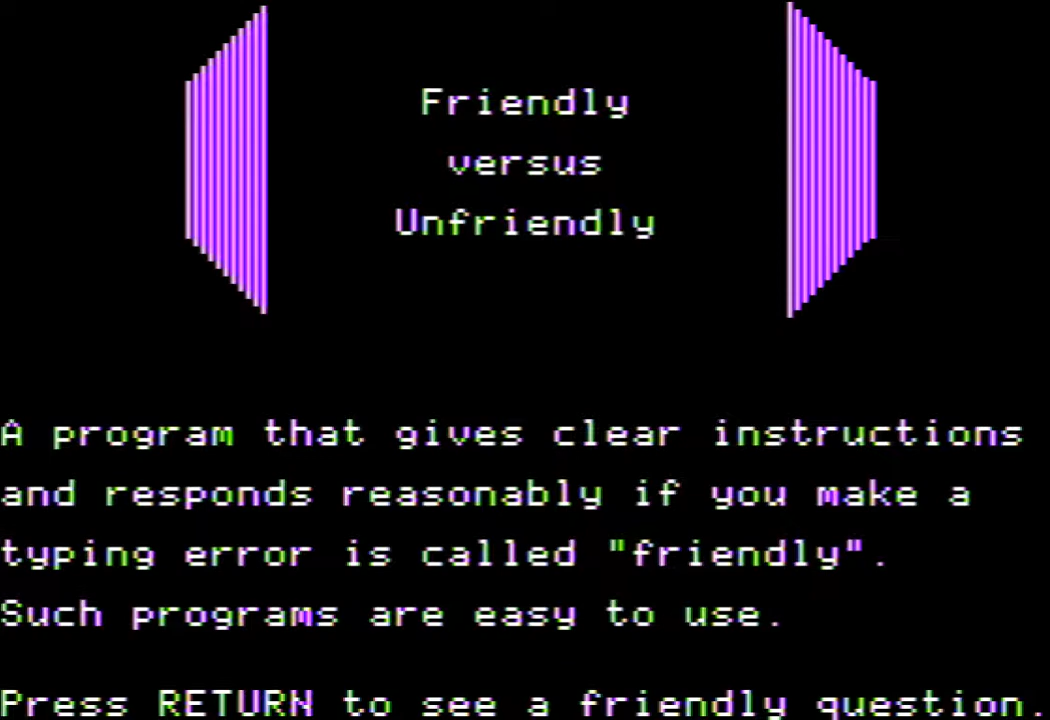 Friendly
versus
Unfriendly
A program that gives clear instructions
and responds reasonably if you make a
typing error is called "friendly".
Such programs are easy to use.
Press RETURN to see a friendly question.